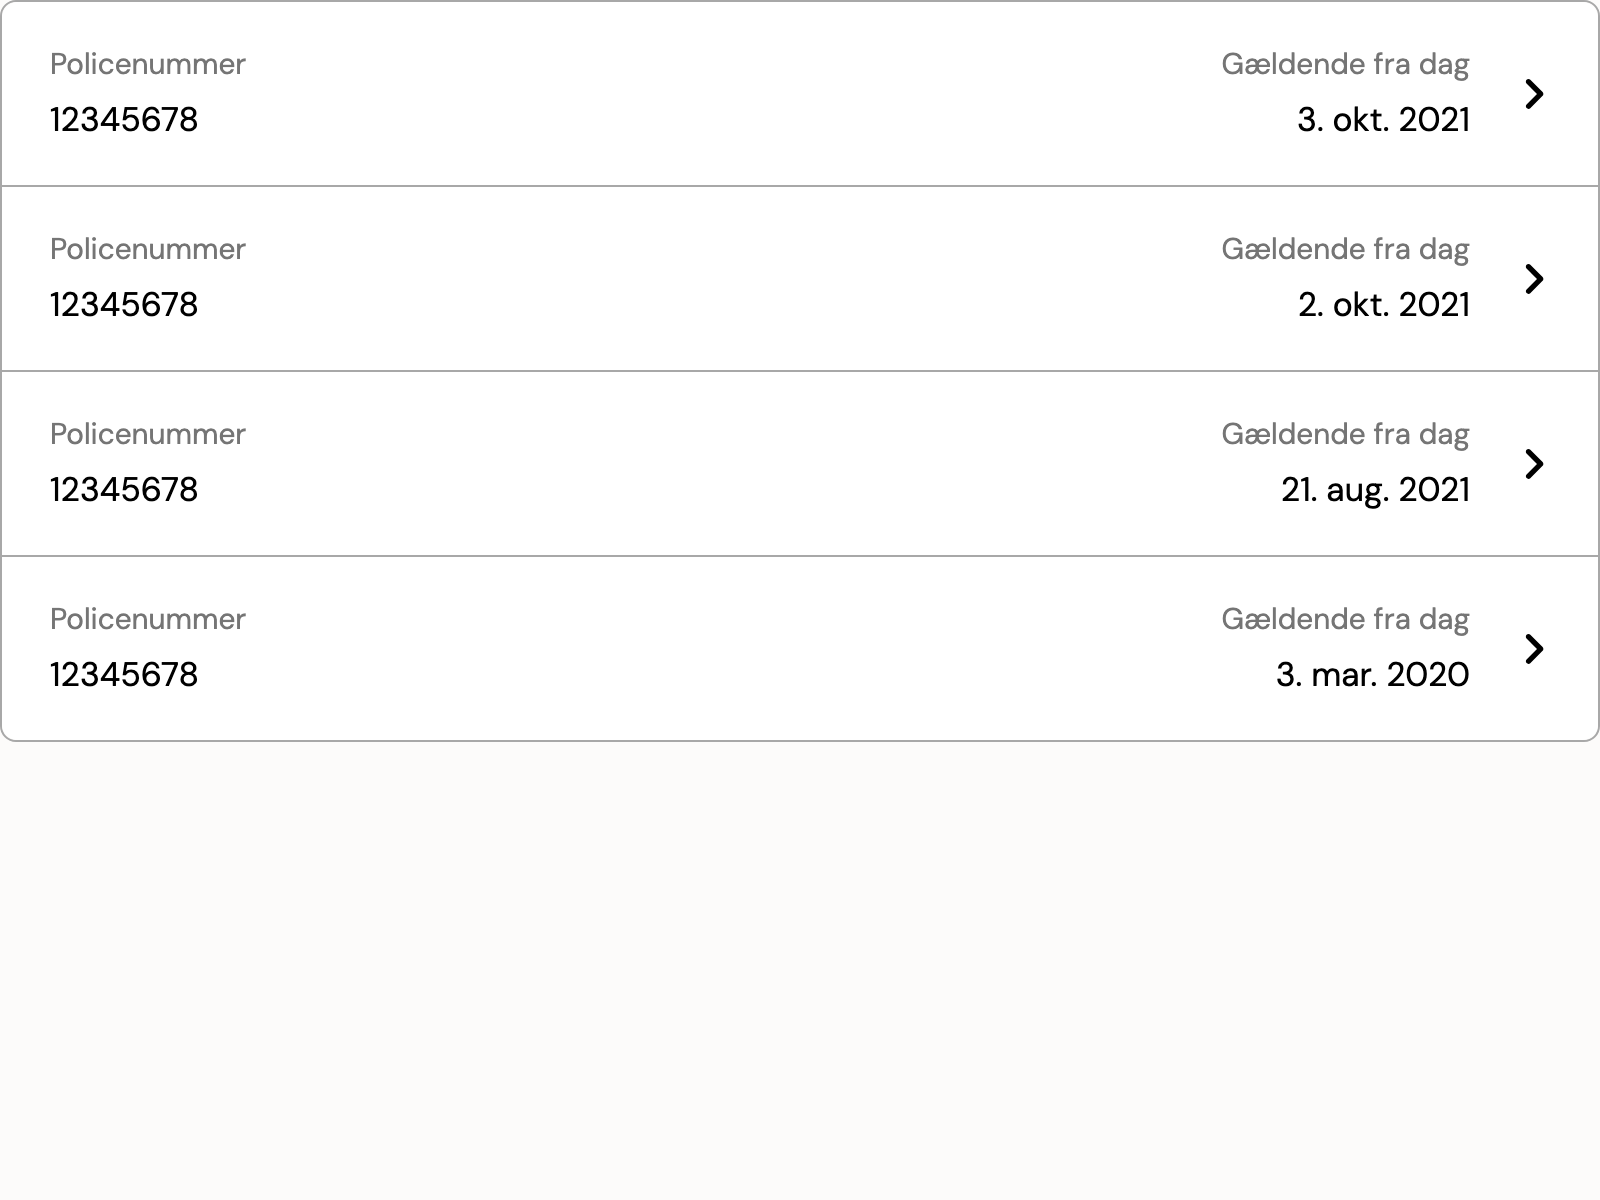 Policenummer
Gældende fra dag
12345678
3. okt. 2021
Policenummer
Gældende fra dag
12345678
2. okt. 2021
Policenummer
Gældende fra dag
12345678
21. aug. 2021
Policenummer
Gældende fra dag
12345678
3. mar. 2020